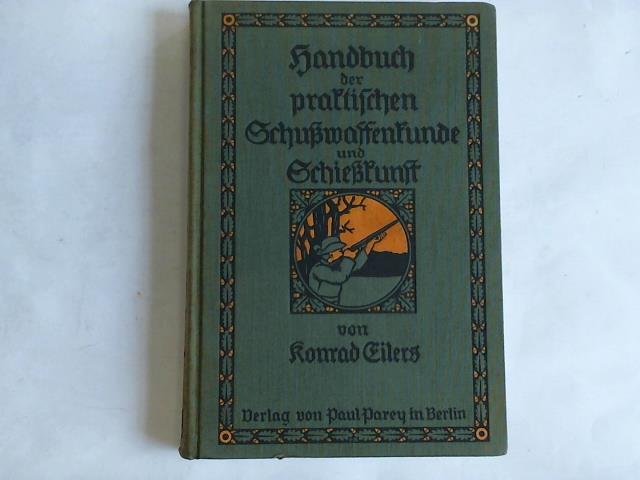 Handbuch
der
praktischen
Schußwaffenkunde
und
Schießkunst
von
Konrad Eilers
Verlag von Paul Parey in Berlin